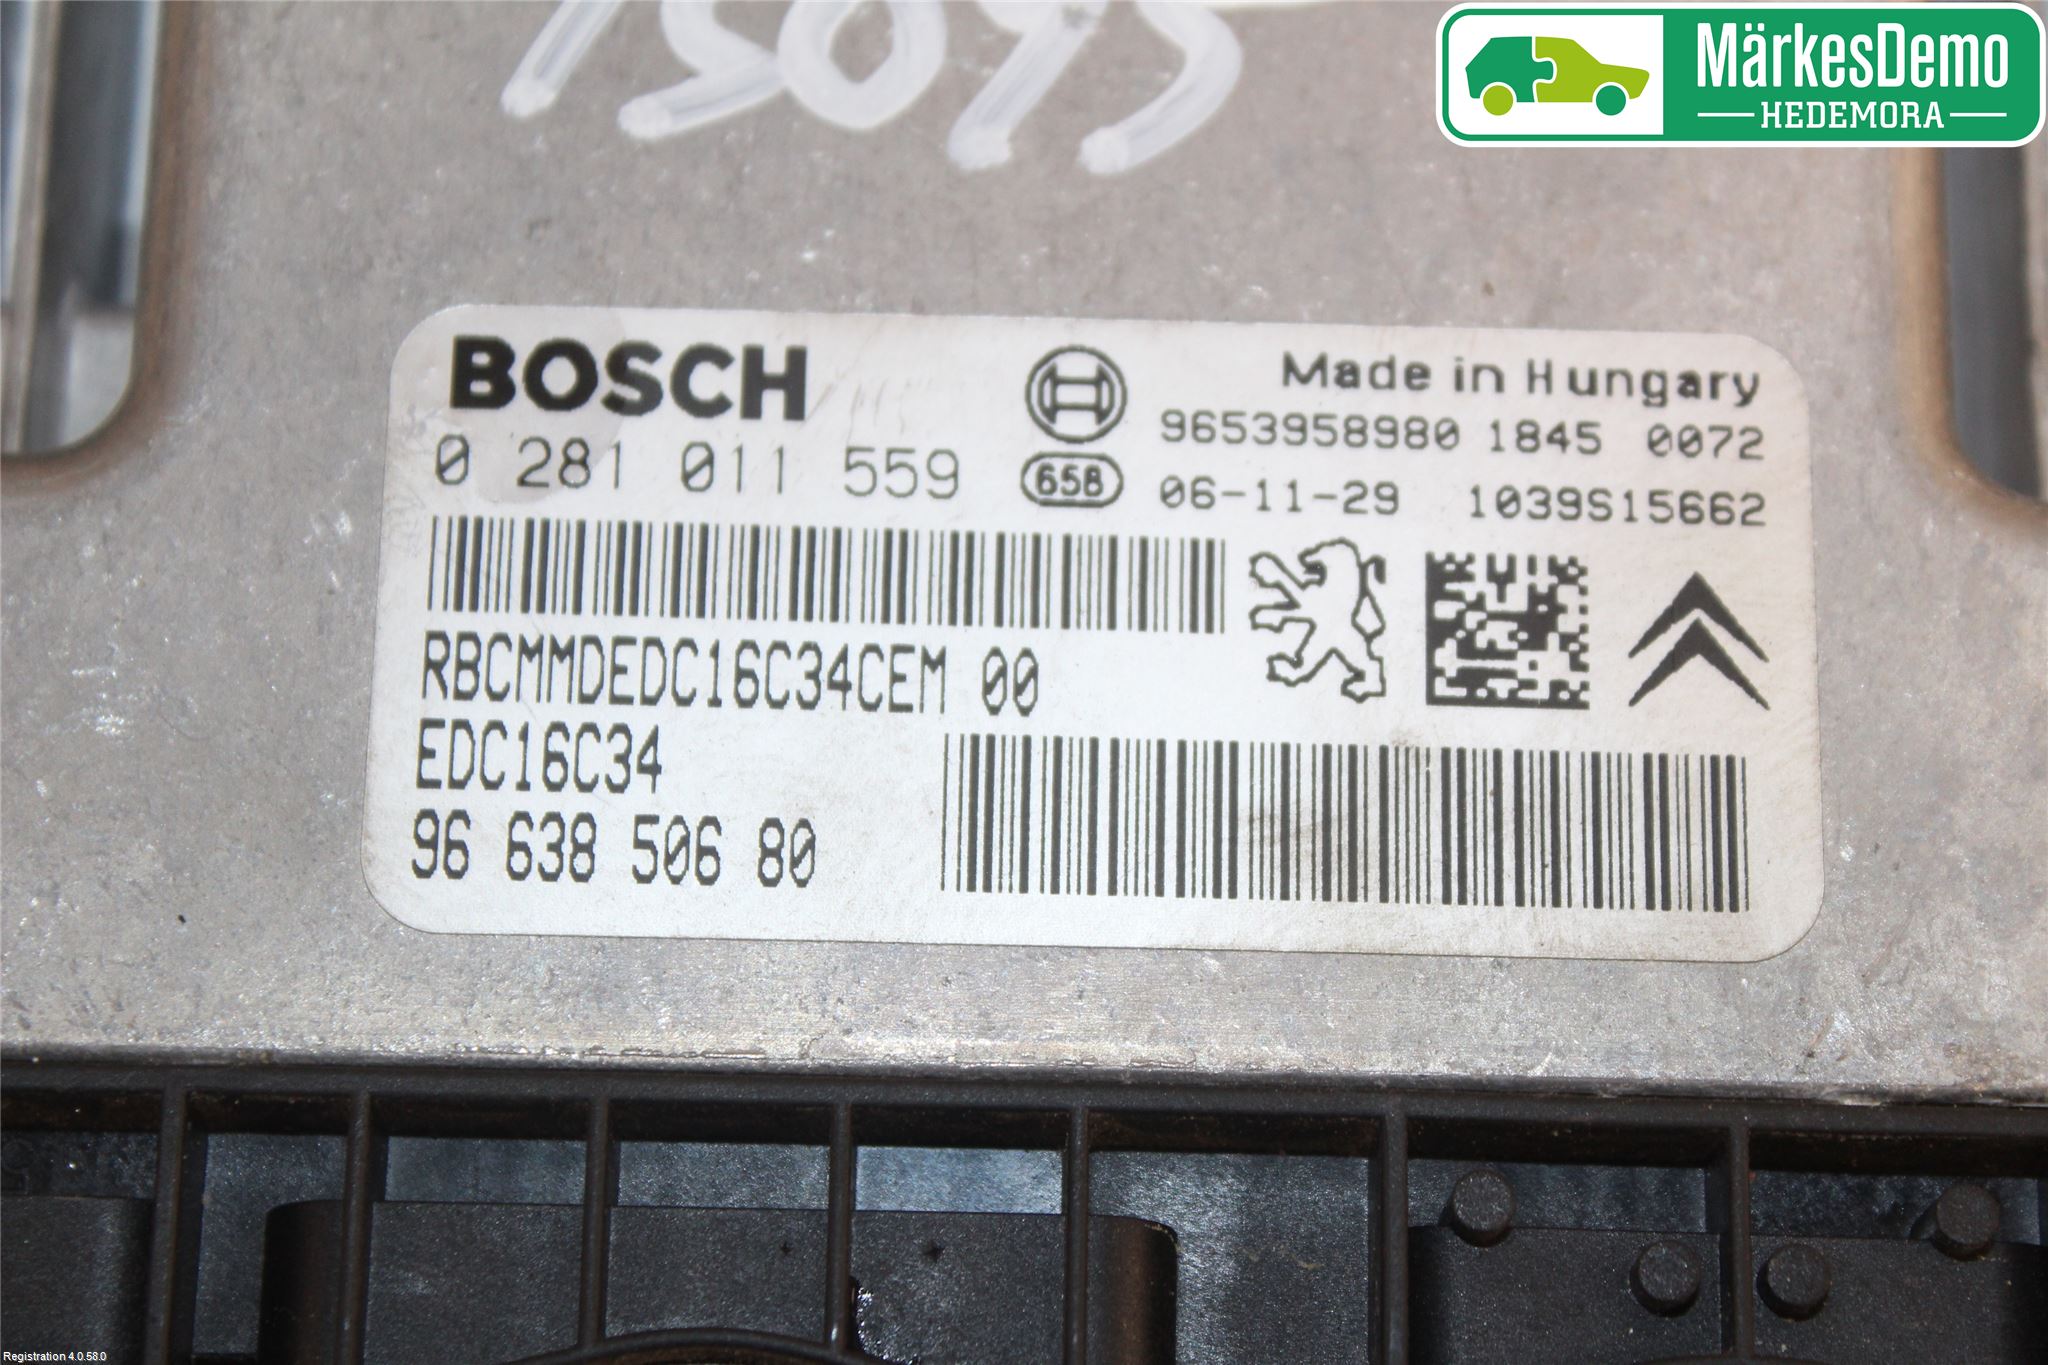 MärkesDemo
HEDEMORA
BOSCH
Made in Hungary
0 281 011 559
9653958980 1845 0072
65B
06-11-29 1039S15662
RBCMMDEDC16C34CEM 00
EDC16C34
96 638 506 80
Registration 4.0.58.0